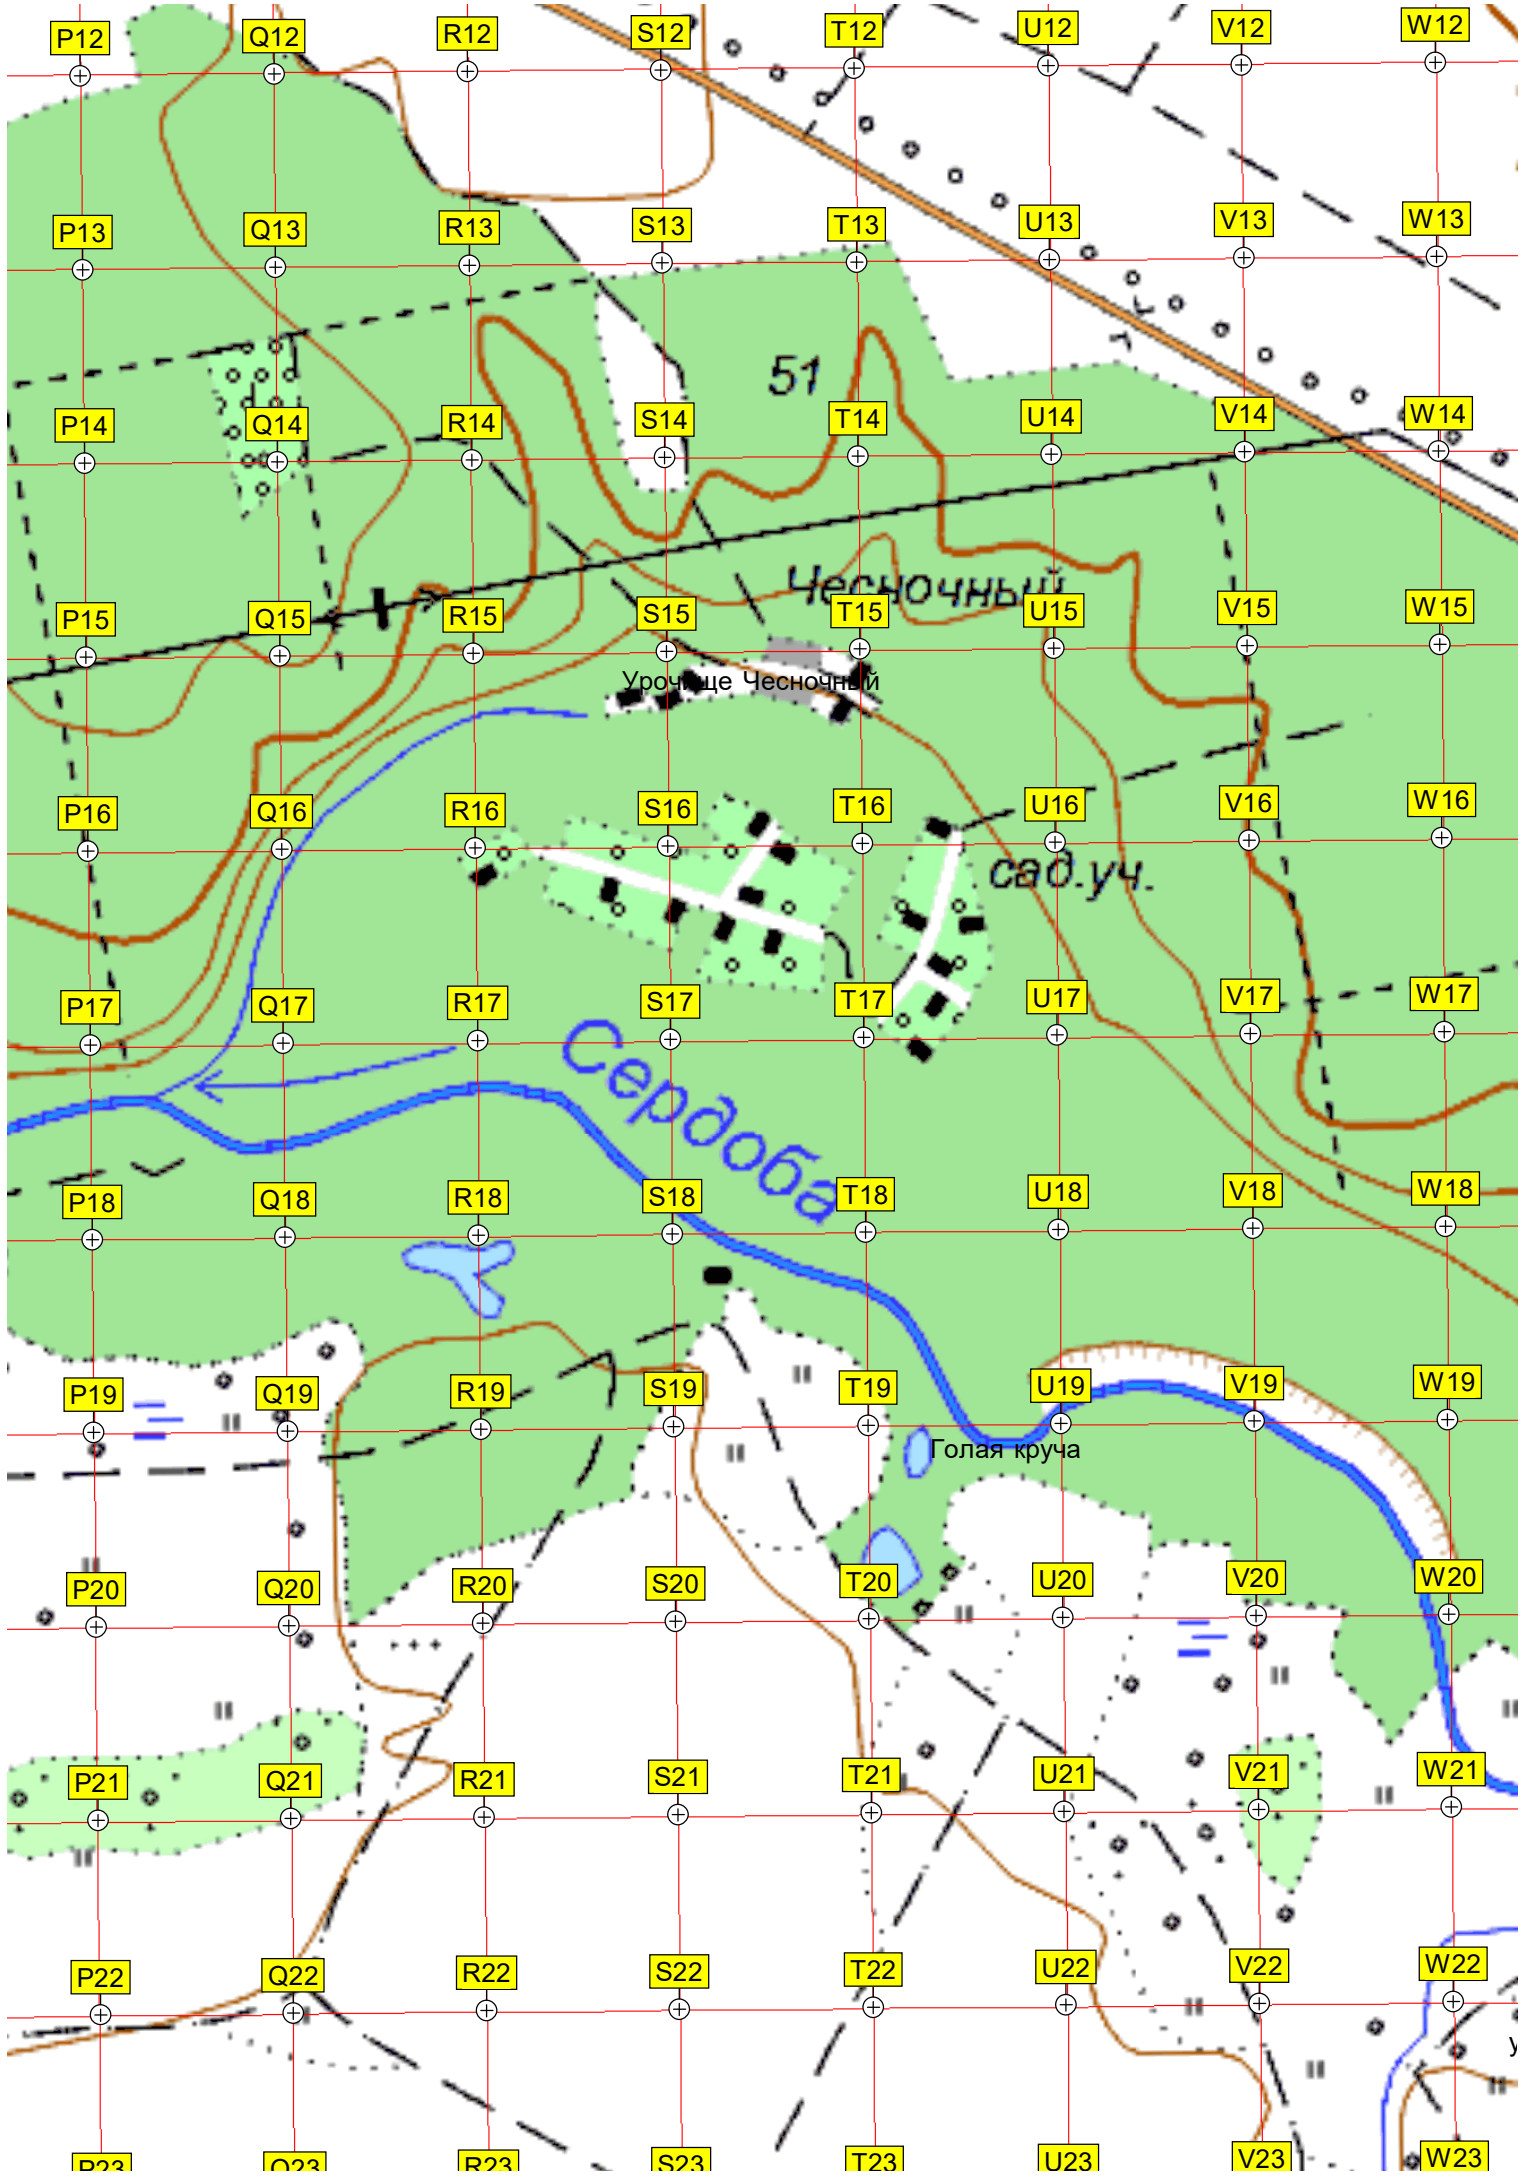 P12 Q12 R12 S12 T12 U12 V12 W12
P13 Q13 R13 S13 T13 U13 V13 W13
51
P14 Q14 R14 S14 T14 U14 V14 W14
Чесночный
P15 Q15 R15 S15 T15 U15 V15 W15
Урочище Чесночный
P16 Q16 R16 S16 T16 U16 V16 W16
сад.уч.
P17 Q17 R17 S17 T17 U17 V17 W17
Сердоба
P18 Q18 R18 S18 T18 U18 V18 W18
P19 Q19 R19 S19 T19 U19 V19 W19
Голая круча
P20 Q20 R20 S20 T20 U20 V20 W20
P21 Q21 R21 S21 T21 U21 V21 W21
P22 Q22 R22 S22 T22 U22 V22 W22
у
P23 Q23 R23 S23 T23 U23 V23 W23